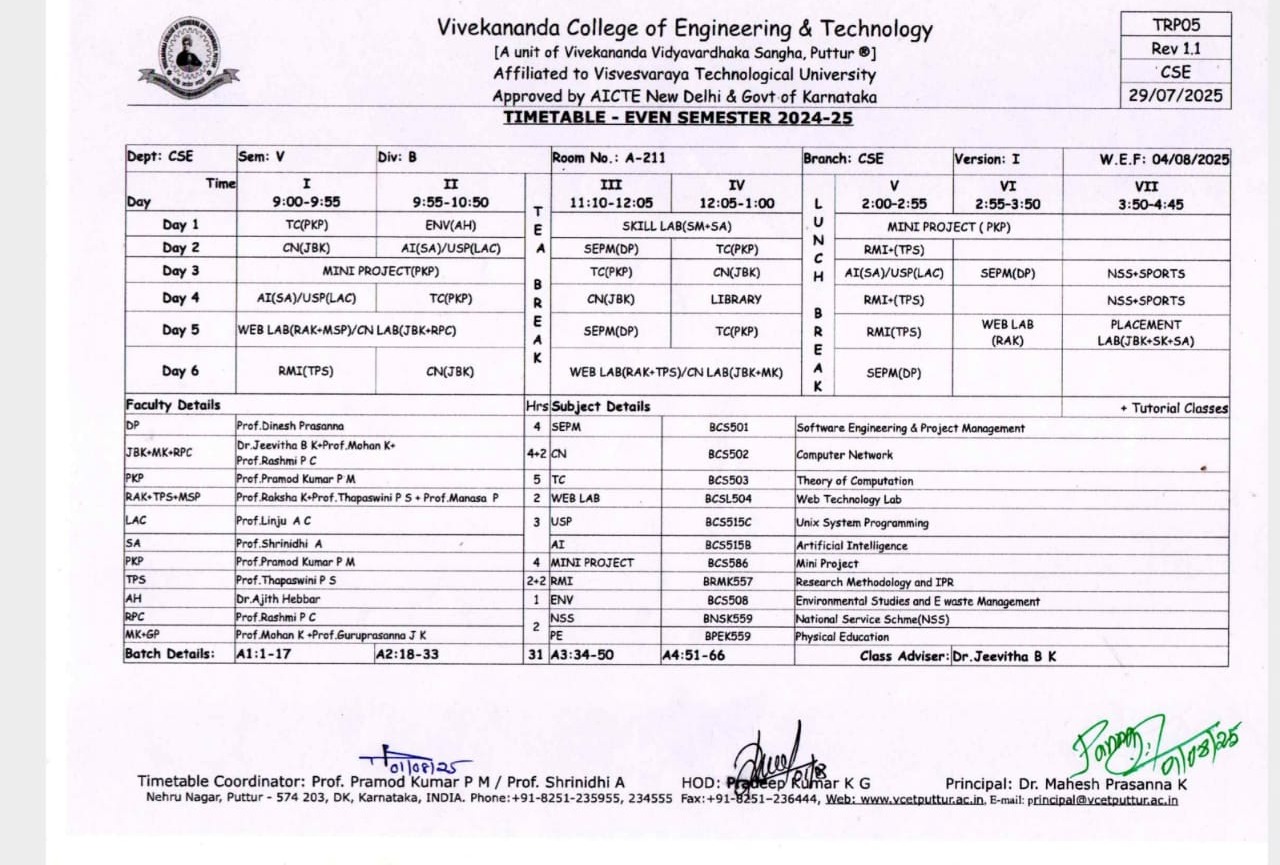 Vivekananda College of Engineering & Technology
[A unit of Vivekananda Vidyavardhaka Sangha, Puttur ®]
Affiliated to Visvesvaraya Technological University
Approved by AICTE New Delhi & Govt of Karnataka
TIMETABLE - EVEN SEMESTER 2024-25
TRP05
Rev 1.1
CSE
29/07/2025
Dept: CSE Sem: V Div: B Room No.: A-211 Branch: CSE Version: I W.E.F: 04/08/2025
Time I II III IV V VI VII
Day 9:00-9:55 9:55-10:50 11:10-12:05 12:05-1:00 2:00-2:55 2:55-3:50 3:50-4:45
TEA BREAK
LUNCH BREAK
Day 1 TC(PKP) ENV(AH) SKILL LAB(SM+SA) MINI PROJECT ( PKP)
Day 2 CN(JBK) AI(SA)/USP(LAC) SEPM(DP) TC(PKP) RMI+(TPS)
Day 3 MINI PROJECT(PKP) TC(PKP) CN(JBK) AI(SA)/USP(LAC) SEPM(DP) NSS+SPORTS
Day 4 AI(SA)/USP(LAC) TC(PKP) CN(JBK) LIBRARY RMI+(TPS) NSS+SPORTS
Day 5 WEB LAB(RAK+MSP)/CN LAB(JBK+RPC) SEPM(DP) TC(PKP) RMI(TPS) WEB LAB (RAK) PLACEMENT LAB(JBK+SK+SA)
Day 6 RMI(TPS) CN(JBK) WEB LAB(RAK+TPS)/CN LAB(JBK+MK) SEPM(DP)
Faculty Details Hrs Subject Details + Tutorial Classes
DP Prof.Dinesh Prasanna 4 SEPM BCS501 Software Engineering & Project Management
JBK+MK+RPC Dr.Jeevitha B K+Prof.Mohan K+ Prof.Rashmi P C 4+2 CN BCS502 Computer Network
PKP Prof.Pramod Kumar P M 5 TC BCS503 Theory of Computation
RAK+TPS+MSP Prof.Raksha K+Prof.Thapaswini P S + Prof.Manasa P 2 WEB LAB BCSL504 Web Technology Lab
LAC Prof.Linju A C 3 USP BCS515C Unix System Programming
SA Prof.Shrinidhi A AI BCS515B Artificial Intelligence
PKP Prof.Pramod Kumar P M 4 MINI PROJECT BCS586 Mini Project
TPS Prof.Thapaswini P S 2+2 RMI BRMK557 Research Methodology and IPR
AH Dr.Ajith Hebbar 1 ENV BCS508 Environmental Studies and E waste Management
RPC Prof.Rashmi P C 2 NSS BNSK559 National Service Schme(NSS)
MK+GP Prof.Mohan K +Prof.Guruprasanna J K PE BPEK559 Physical Education
Batch Details: A1:1-17 A2:18-33 31 A3:34-50 A4:51-66 Class Adviser: Dr.Jeevitha B K
01/08/25
01/8
01/08/25
Timetable Coordinator: Prof. Pramod Kumar P M / Prof. Shrinidhi A HOD: Pradeep Kumar K G Principal: Dr. Mahesh Prasanna K
Nehru Nagar, Puttur - 574 203, DK, Karnataka, INDIA. Phone:+91-8251-235955, 234555 Fax:+91-8251-236444, Web: www.vcetputtur.ac.in, E-mail: principal@vcetputtur.ac.in